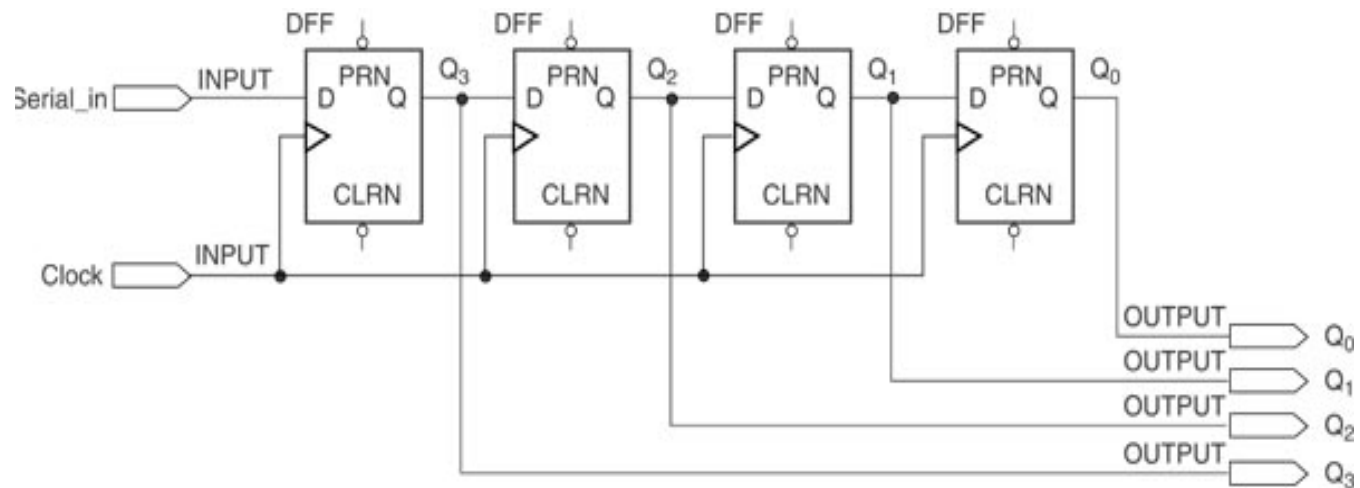 DFF DFF DFF DFF
INPUT PRN Q3 PRN Q2 PRN Q1 PRN Q0
Serial_in D Q D Q D Q D Q
CLRN CLRN CLRN CLRN
INPUT
Clock
OUTPUT Q0
OUTPUT Q1
OUTPUT Q2
OUTPUT Q3